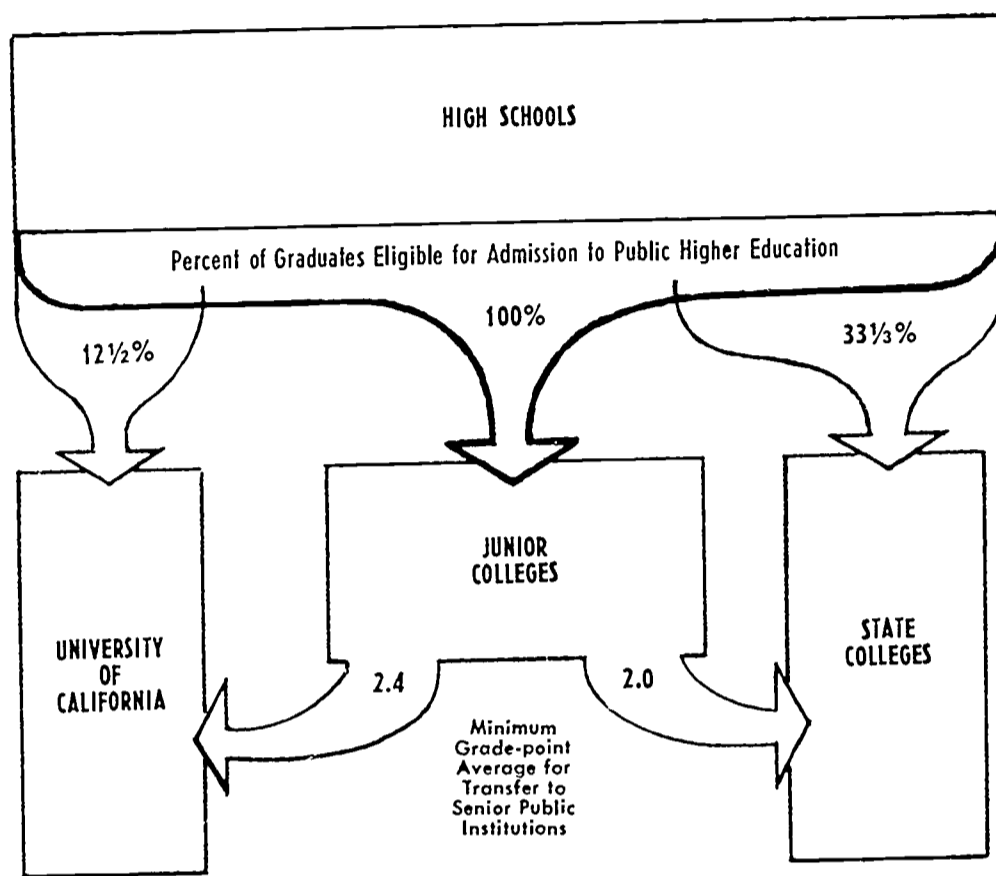 HIGH SCHOOLS
Percent of Graduates Eligible for Admission to Public Higher Education
12½%
100%
33⅓%
UNIVERSITY
OF
CALIFORNIA
JUNIOR
COLLEGES
STATE
COLLEGES
2.4
2.0
Minimum
Grade-point
Average for
Transfer to
Senior Public
Institutions